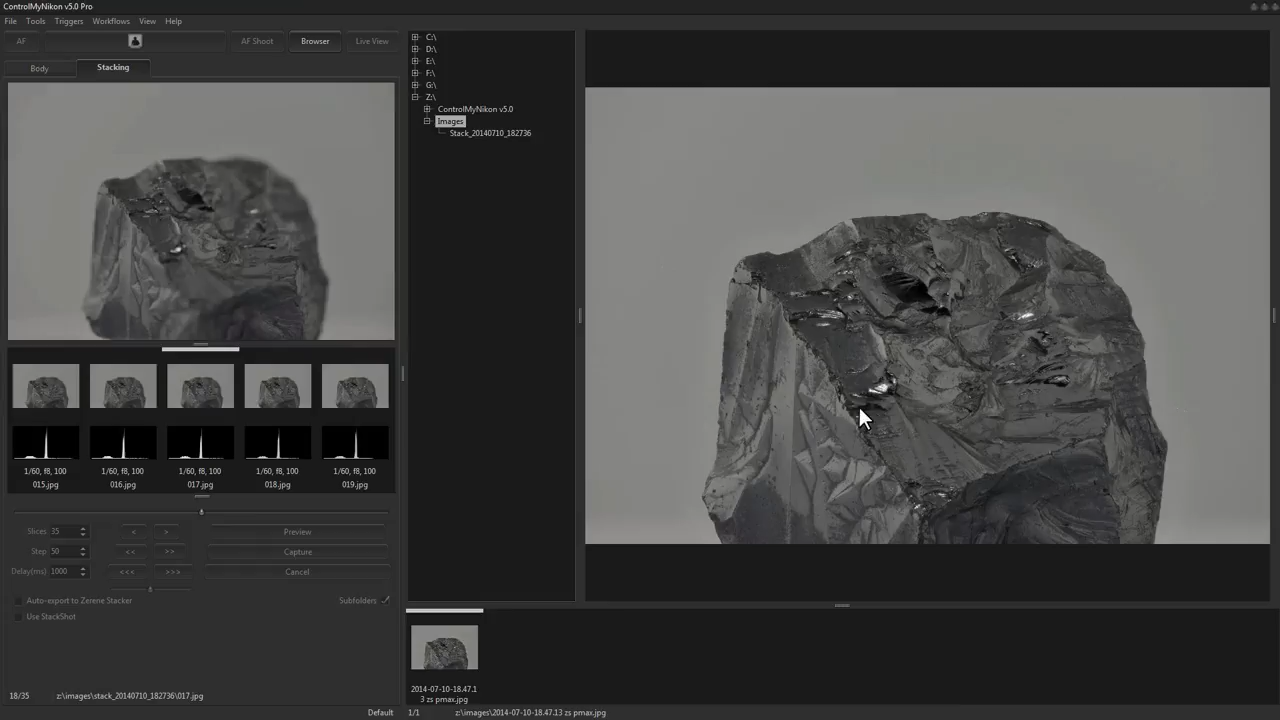 ControlMyNikon v5.0 Pro
File Tools Triggers Workflows View Help
AF AF Shoot Browser Live View
Body Stacking
C:\
D:\
E:\
F:\
G:\
Z:\
ControlMyNikon v5.0
Images
Stack_20140710_182736
1/60, f8, 100 1/60, f8, 100 1/60, f8, 100 1/60, f8, 100 1/60, f8, 100
015.jpg 016.jpg 017.jpg 018.jpg 019.jpg
Slices 35 < > Preview
Step 50 << >> Capture
Delay(ms) 1000 <<< >>> Cancel
Auto-export to Zerene Stacker Subfolders
Use StackShot
18/35 z:\images\stack_20140710_182736\017.jpg
Default
2014-07-10-18.47.1
3 zs pmax.jpg
1/1 z:\images\2014-07-10-18.47.13 zs pmax.jpg